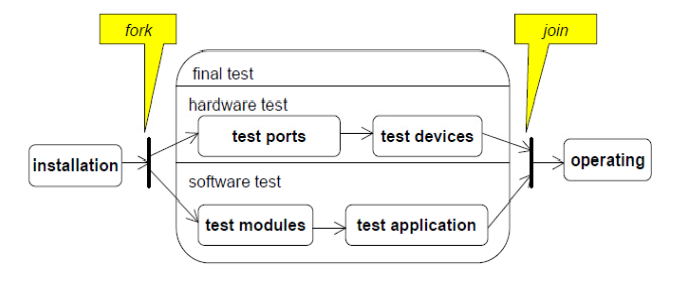 fork
join
final test
hardware test
test ports
test devices
installation
operating
software test
test modules
test application